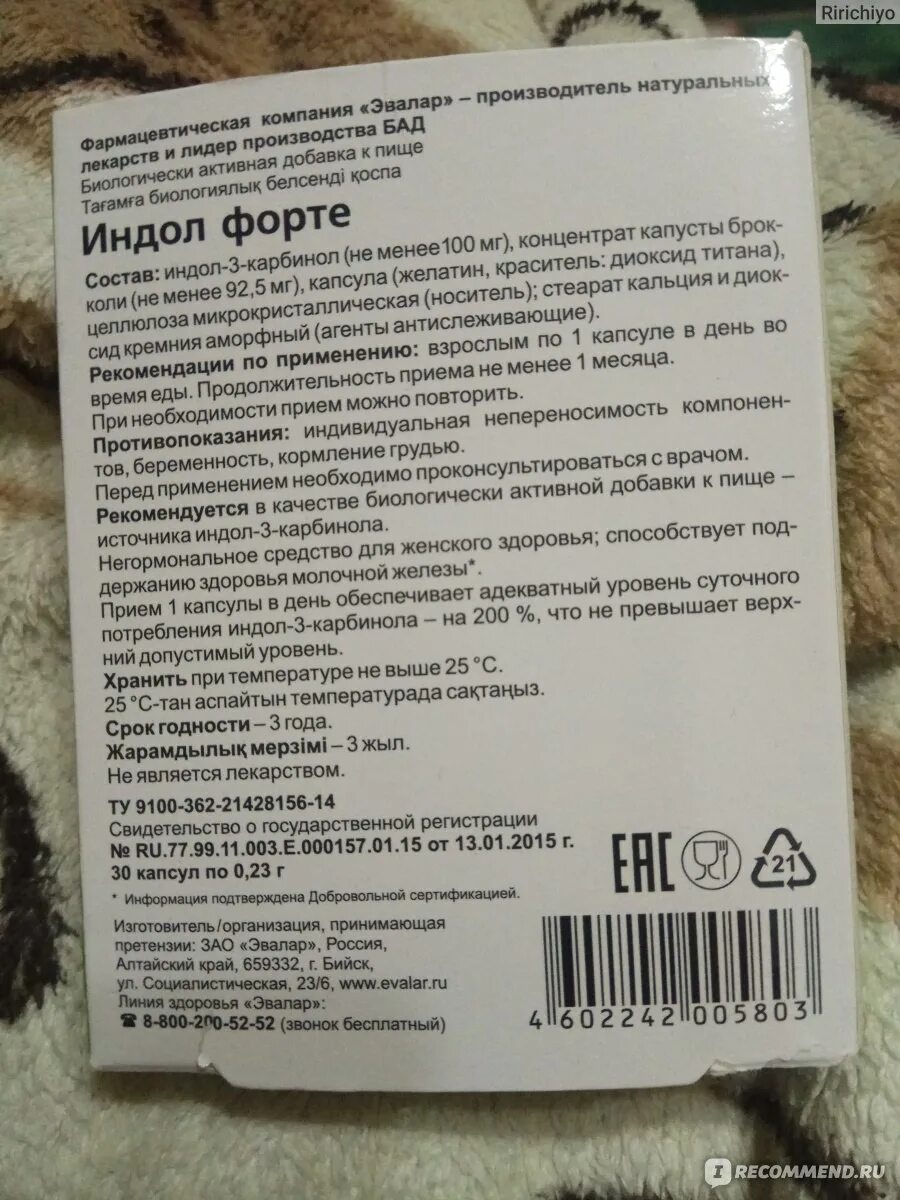 Ririchiyo
Фармацевтическая компания «Эвалар» – производитель натуральных
лекарств и лидер производства БАД
Биологически активная добавка к пище
Тағамға биологиялық белсенді қоспа
Индол форте
Состав: индол-3-карбинол (не менее 100 мг), концентрат капусты брок-
коли (не менее 92,5 мг), капсула (желатин, краситель: диоксид титана),
целлюлоза микрокристаллическая (носитель); стеарат кальция и диок-
сид кремния аморфный (агенты антислеживающие).
Рекомендации по применению: взрослым по 1 капсуле в день во
время еды. Продолжительность приема не менее 1 месяца.
При необходимости прием можно повторить.
Противопоказания: индивидуальная непереносимость компонен-
тов, беременность, кормление грудью.
Перед применением необходимо проконсультироваться с врачом.
Рекомендуется в качестве биологически активной добавки к пище –
источника индол-3-карбинола.
Негормональное средство для женского здоровья; способствует под-
держанию здоровья молочной железы*.
Прием 1 капсулы в день обеспечивает адекватный уровень суточного
потребления индол-3-карбинола – на 200 %, что не превышает верх-
ний допустимый уровень.
Хранить при температуре не выше 25 °С.
25 °С-тан аспайтын температурада сақтаңыз.
Срок годности – 3 года.
Жарамдылық мерзімі – 3 жыл.
Не является лекарством.
ТУ 9100-362-21428156-14
Свидетельство о государственной регистрации
№ RU.77.99.11.003.Е.000157.01.15 от 13.01.2015 г.
30 капсул по 0,23 г
* Информация подтверждена Добровольной сертификацией.
Изготовитель/организация, принимающая
претензии: ЗАО «Эвалар», Россия,
Алтайский край, 659332, г. Бийск,
ул. Социалистическая, 23/6, www.evalar.ru
Линия здоровья «Эвалар»:
☎ 8-800-200-52-52 (звонок бесплатный)
EAC
21
4 602242 005803
IRECOMMEND.RU